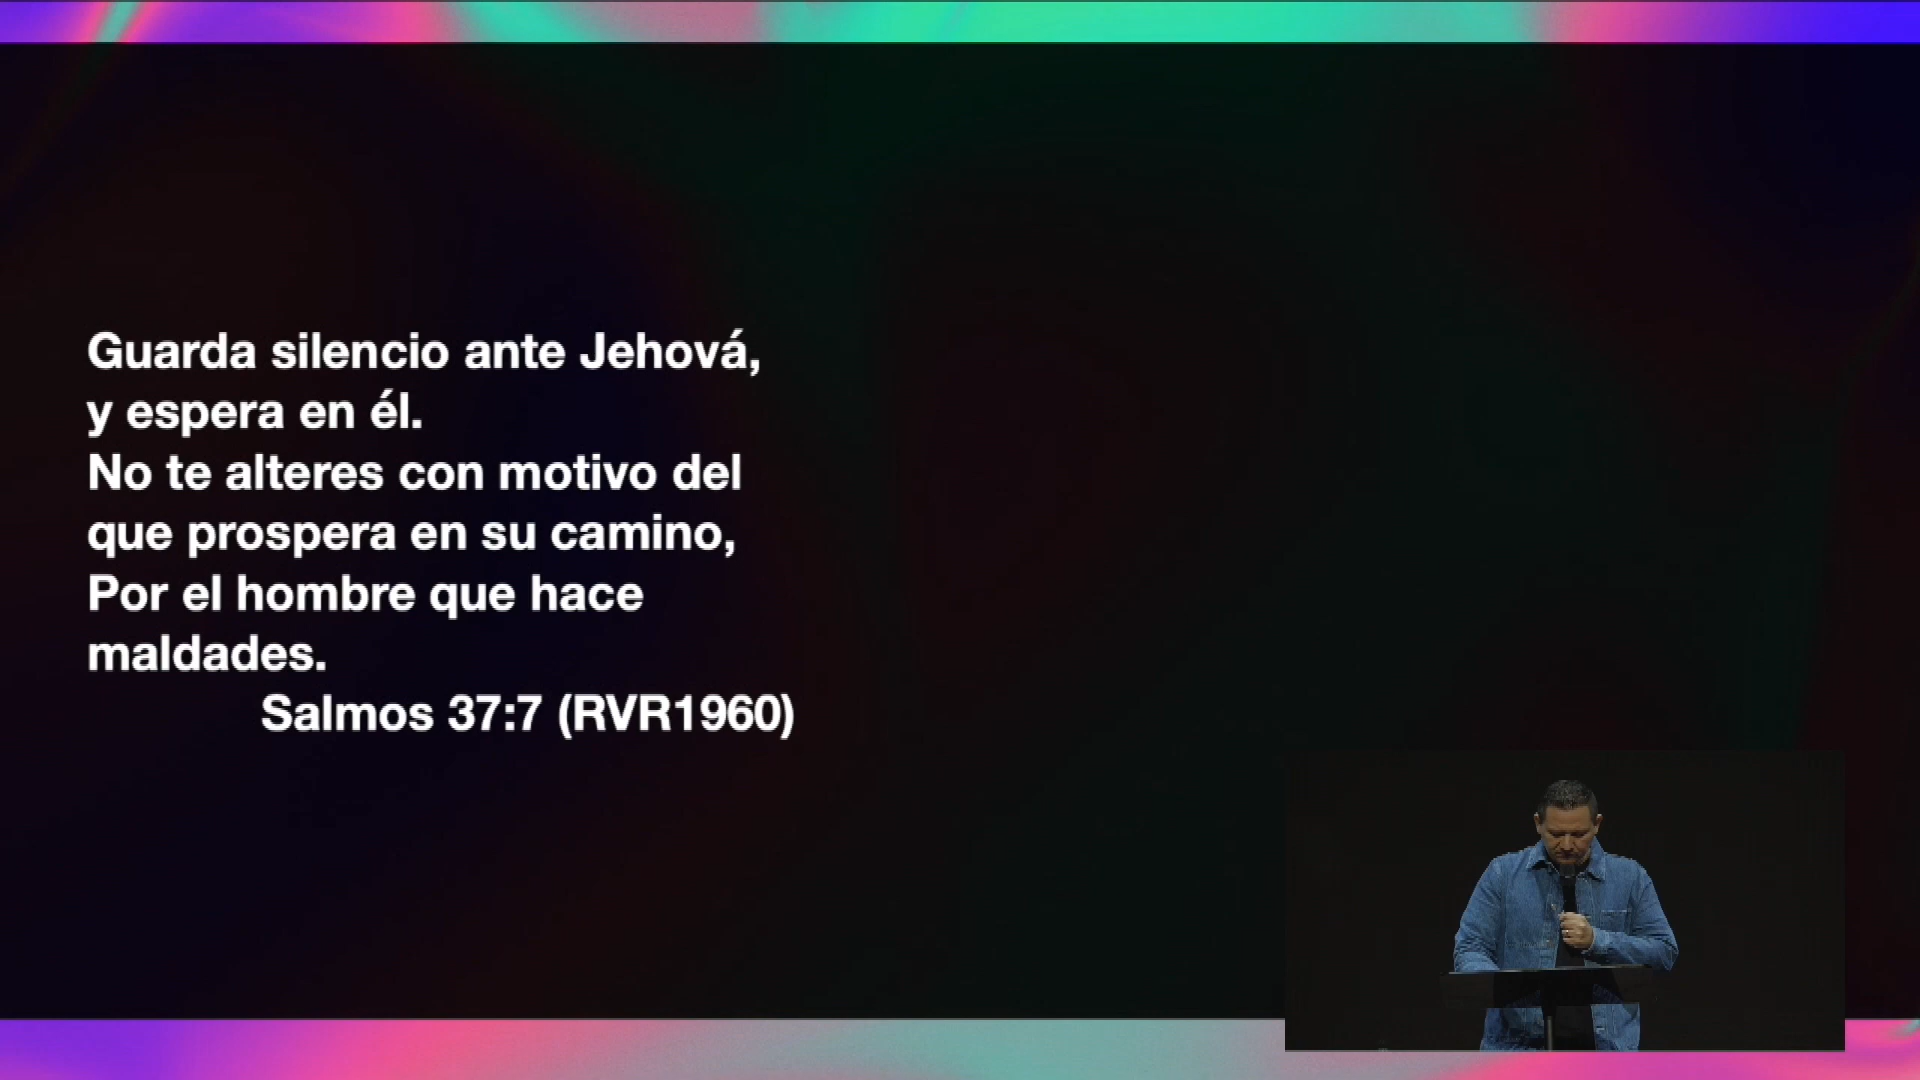 Guarda silencio ante Jehová,
y espera en él.
No te alteres con motivo del
que prospera en su camino,
Por el hombre que hace
maldades.
Salmos 37:7 (RVR1960)